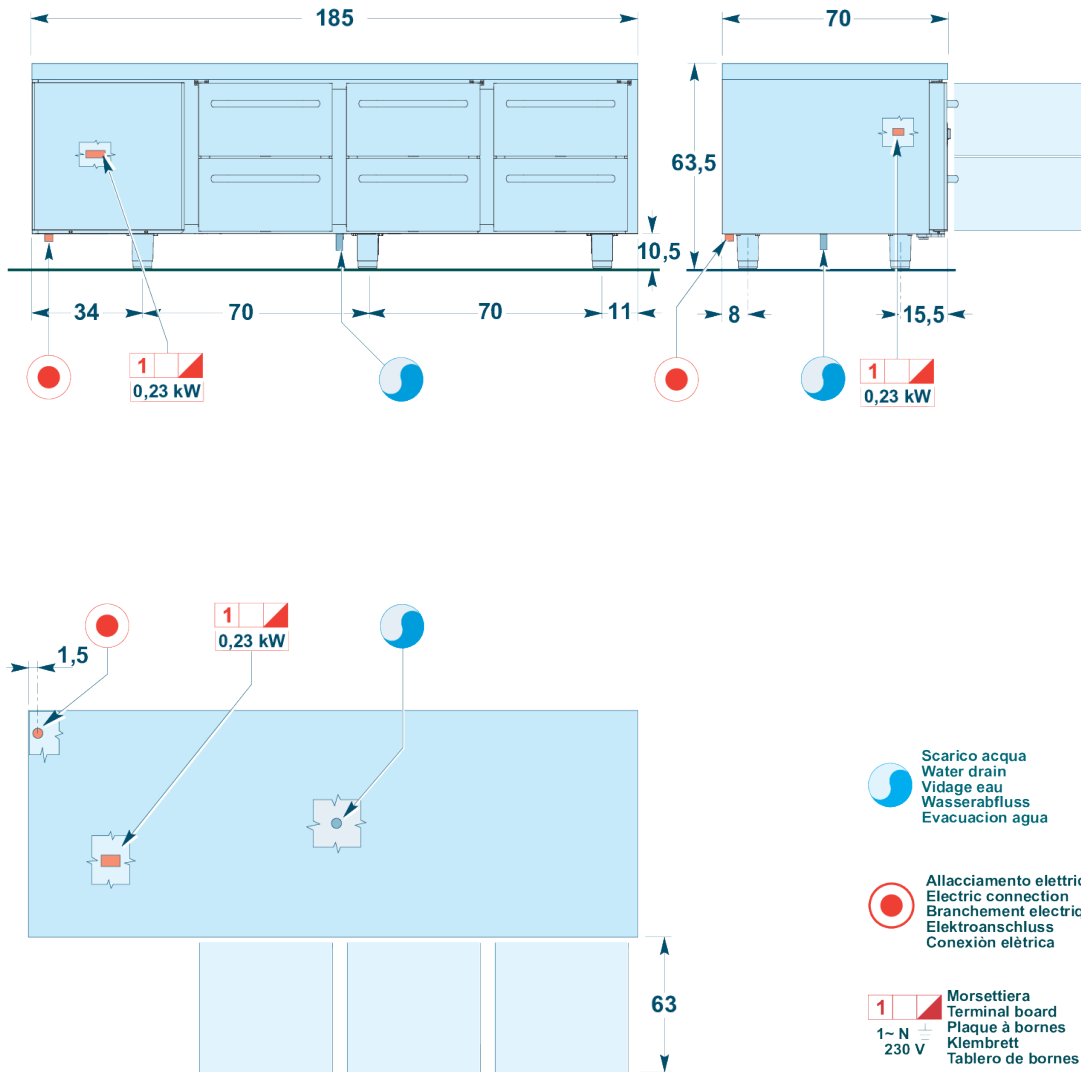 185
70
63,5
10,5
34
70
70
11
8
15,5
1
0,23 kW
1
0,23 kW
1
0,23 kW
1,5
63
Scarico acqua
Water drain
Vidage eau
Wasserabfluss
Evacuacion agua
Allacciamento elettric
Electric connection
Branchement electriq
Elektroanschluss
Conexiòn elètrica
1
1~ N
230 V
Morsettiera
Terminal board
Plaque à bornes
Klembrett
Tablero de bornes